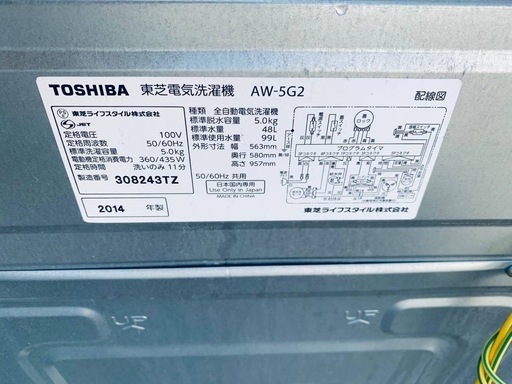 TOSHIBA 東芝電気洗濯機 AW-5G2 配線図
東芝ライフスタイル株式会社
JET
定格電圧 100V
定格周波数 50/60Hz
定格洗濯容量 5.0kg
電動機定格消費電力 360/435W
定格時間 洗いのみ 11分
製造番号 308243TZ
2014 年製
種類 全自動電気洗濯機
標準脱水容量 5.0kg
標準水量 48L
標準使用水量 99L
外形寸法 幅 563mm
奥行 580mm
高さ 957mm
50/60Hz 共用
日本国内専用
Use Only In Japan
MADE IN CHINA
プログラムタイマ
東芝ライフスタイル株式会社
UP
UP